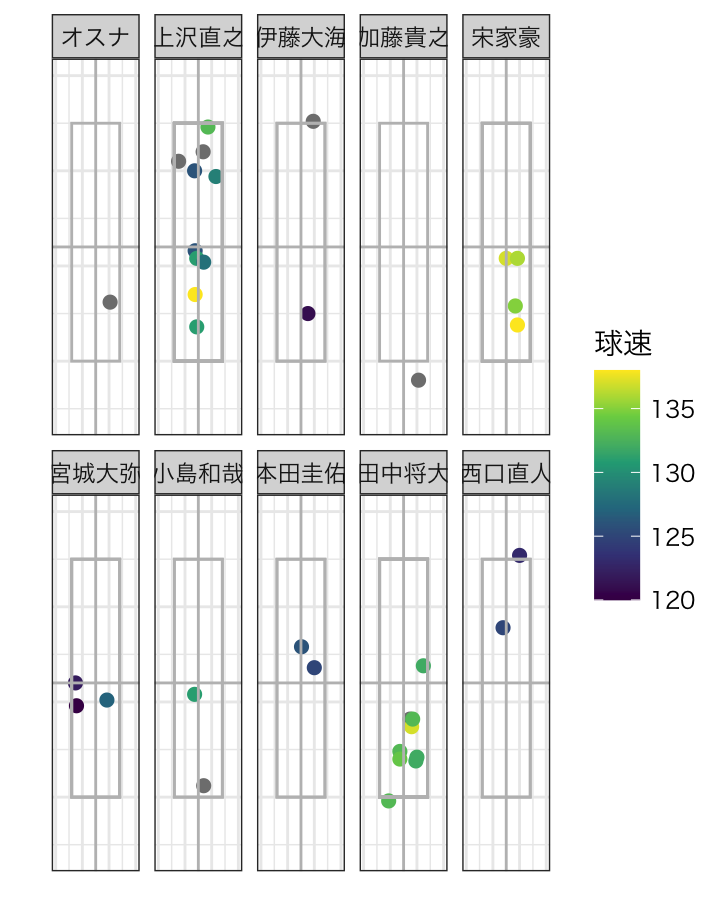 オスナ
上沢直之
伊藤大海
加藤貴之
宋家豪
宮城大弥
小島和哉
本田圭佑
田中将大
西口直人
球速
135
130
125
120